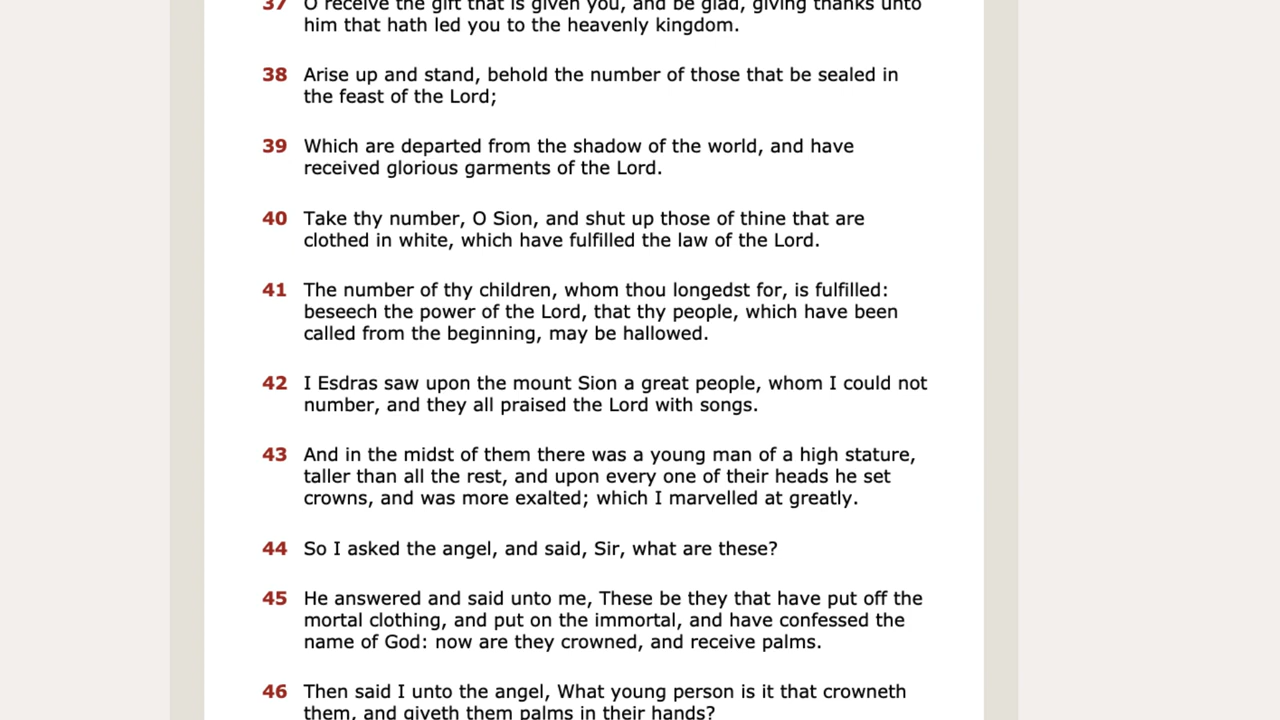 37 O receive the gift that is given you, and be glad, giving thanks unto
him that hath led you to the heavenly kingdom.
38 Arise up and stand, behold the number of those that be sealed in
the feast of the Lord;
39 Which are departed from the shadow of the world, and have
received glorious garments of the Lord.
40 Take thy number, O Sion, and shut up those of thine that are
clothed in white, which have fulfilled the law of the Lord.
41 The number of thy children, whom thou longedst for, is fulfilled:
beseech the power of the Lord, that thy people, which have been
called from the beginning, may be hallowed.
42 I Esdras saw upon the mount Sion a great people, whom I could not
number, and they all praised the Lord with songs.
43 And in the midst of them there was a young man of a high stature,
taller than all the rest, and upon every one of their heads he set
crowns, and was more exalted; which I marvelled at greatly.
44 So I asked the angel, and said, Sir, what are these?
45 He answered and said unto me, These be they that have put off the
mortal clothing, and put on the immortal, and have confessed the
name of God: now are they crowned, and receive palms.
46 Then said I unto the angel, What young person is it that crowneth
them, and giveth them palms in their hands?